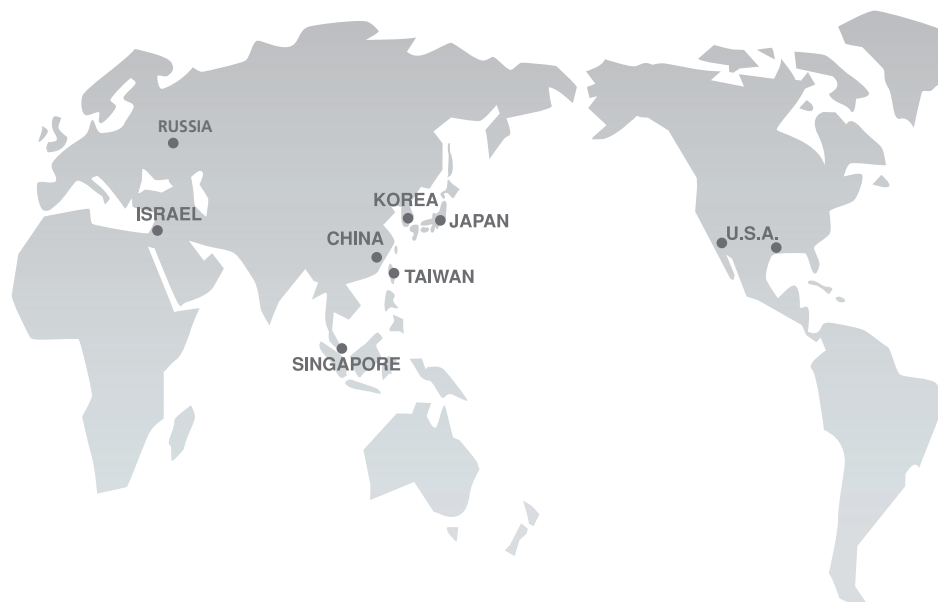 RUSSIA
KOREA
ISRAEL
JAPAN
U.S.A.
CHINA
TAIWAN
SINGAPORE